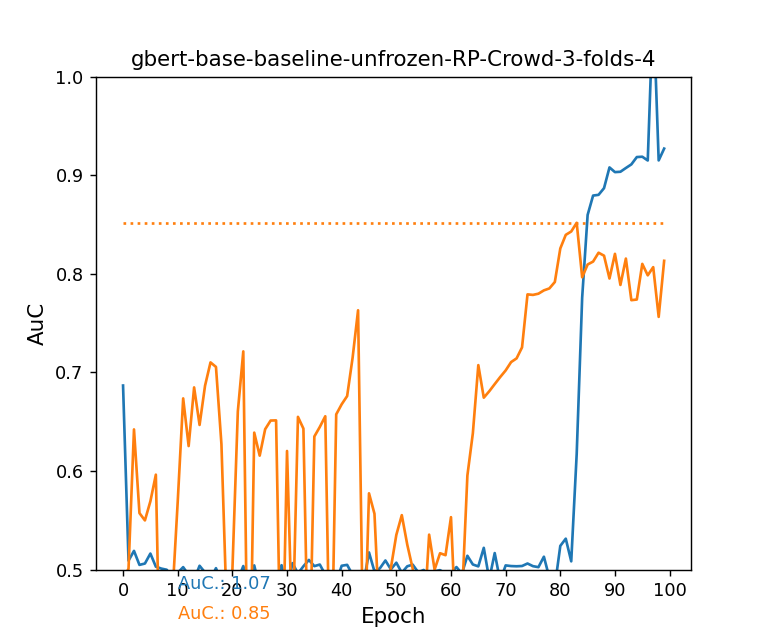 gbert-base-baseline-unfrozen-RP-Crowd-3-folds-4
1.0
0.9
0.8
0.7
0.6
0.5
AuC
0 10 20 30 40 50 60 70 80 90 100
AuC.: 1.07
Epoch
AuC.: 0.85